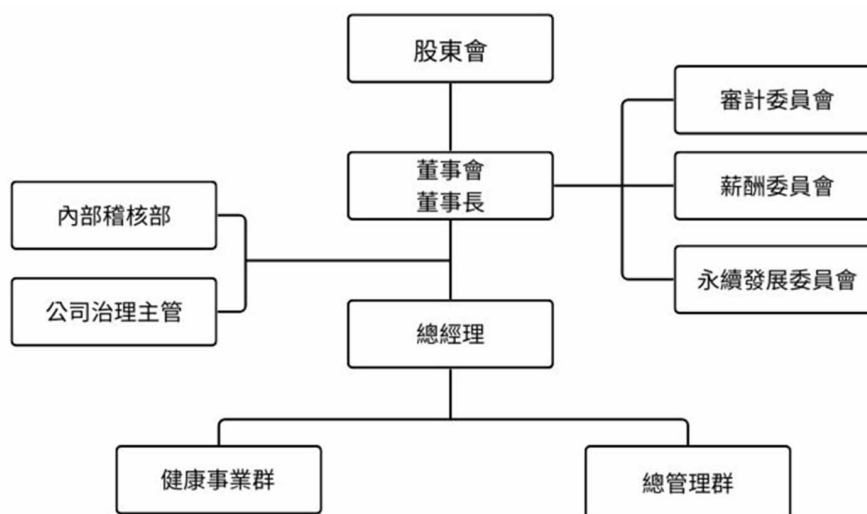 股東會
審計委員會
董事會
董事長
薪酬委員會
內部稽核部
永續發展委員會
公司治理主管
總經理
健康事業群
總管理群